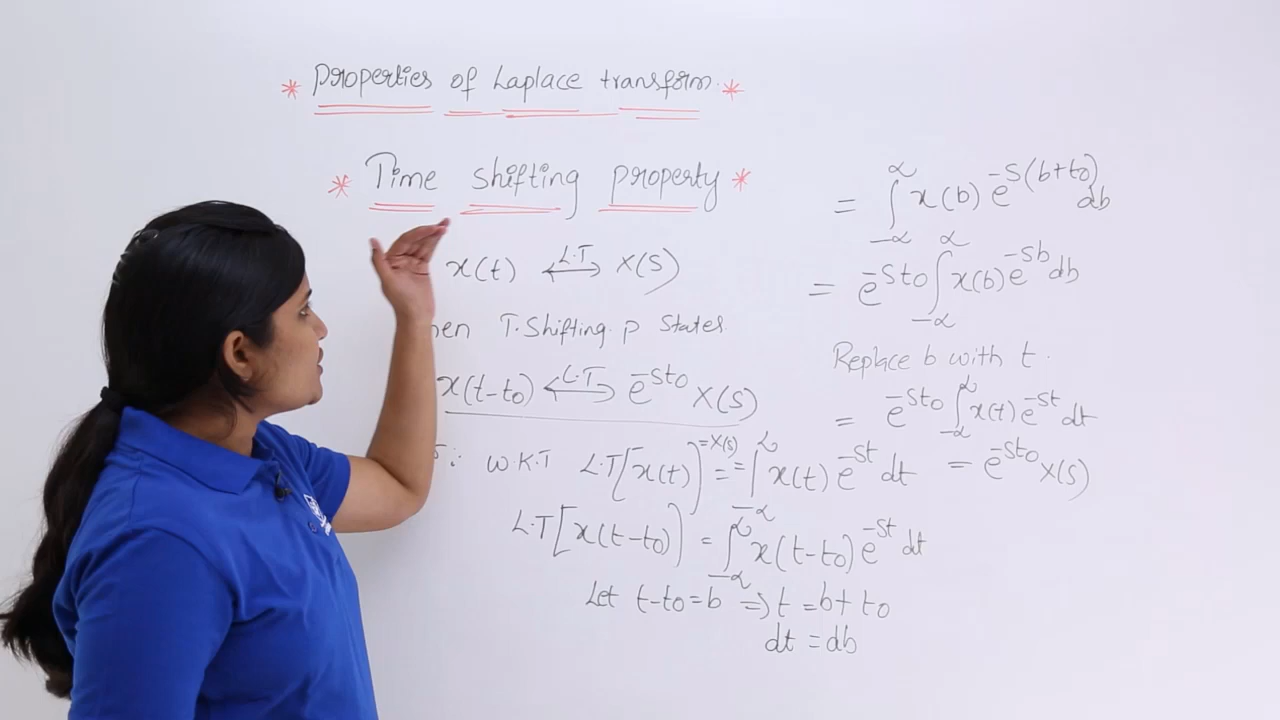 * Properties of Laplace transform. *
* Time shifting property *
x(t) ⟷ L.T X(S)
T.Shifting. p States
x(t-t0) ⟷ L.T e^-St0 X(S)
W.K.T L.T[x(t)] = X(S) = = ∫_-∞^∞ x(t) e^-St dt
L.T[x(t-t0)] = ∫_-∞^∞ x(t-t0) e^-St dt
Let t-t0 = b => t = b+t0
dt = db
= ∫_-∞^∞ x(b) e^-S(b+t0) db
= e^-St0 ∫_-∞^∞ x(b) e^-Sb db
Replace b with t.
= e^-St0 ∫_-∞^∞ x(t) e^-St dt
= e^-St0 X(S)